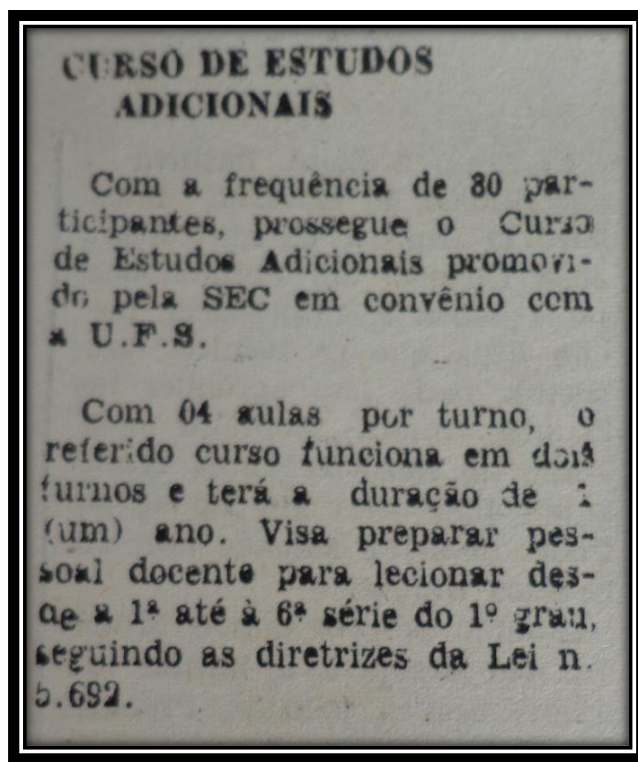 CURSO DE ESTUDOS
ADICIONAIS
Com a frequência de 80 par-
ticipantes, prossegue o Curso
de Estudos Adicionais promovi-
do pela SEC em convênio com
a U.F.S.
Com 04 aulas por turno, o
referido curso funciona em dois
turnos e terá a duração de 1
(um) ano. Visa preparar pes-
soal docente para lecionar des-
de a 1ª até à 6ª série do 1º grau,
seguindo as diretrizes da Lei n.
5.692.